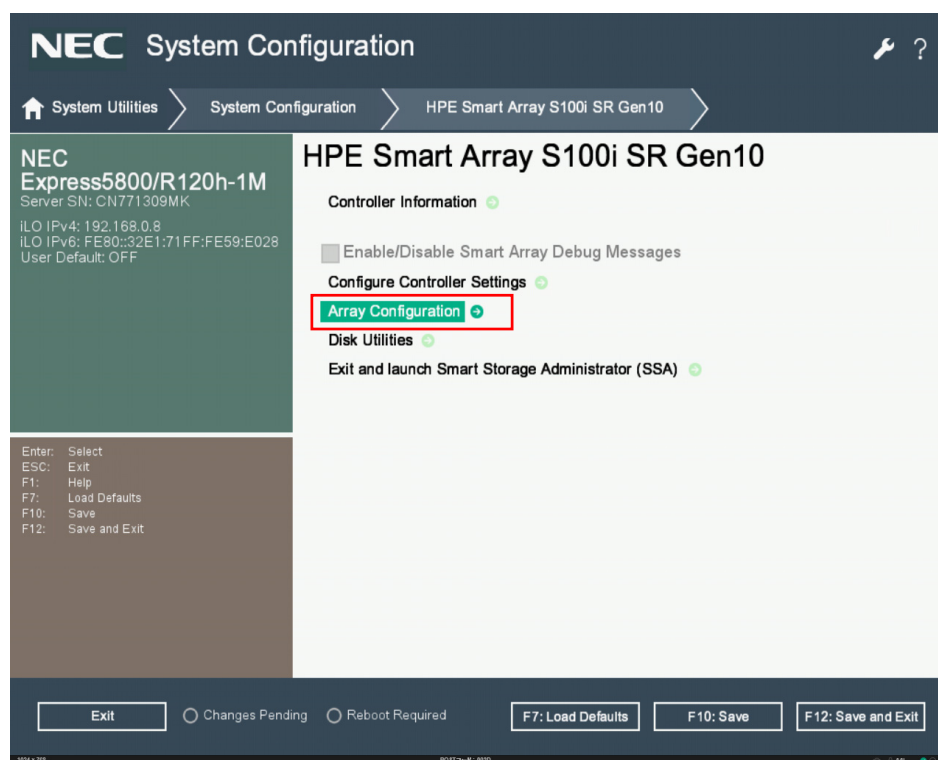 NEC System Configuration
?
System Utilities System Configuration HPE Smart Array S100i SR Gen10
NEC
Express5800/R120h-1M
Server SN: CN771309MK
iLO IPv4: 192.168.0.8
iLO IPv6: FE80::32E1:71FF:FE59:E028
User Default: OFF
HPE Smart Array S100i SR Gen10
Controller Information
Enable/Disable Smart Array Debug Messages
Configure Controller Settings
Array Configuration
Disk Utilities
Exit and launch Smart Storage Administrator (SSA)
Enter: Select
ESC: Exit
F1: Help
F7: Load Defaults
F10: Save
F12: Save and Exit
Exit Changes Pending Reboot Required F7: Load Defaults F10: Save F12: Save and Exit